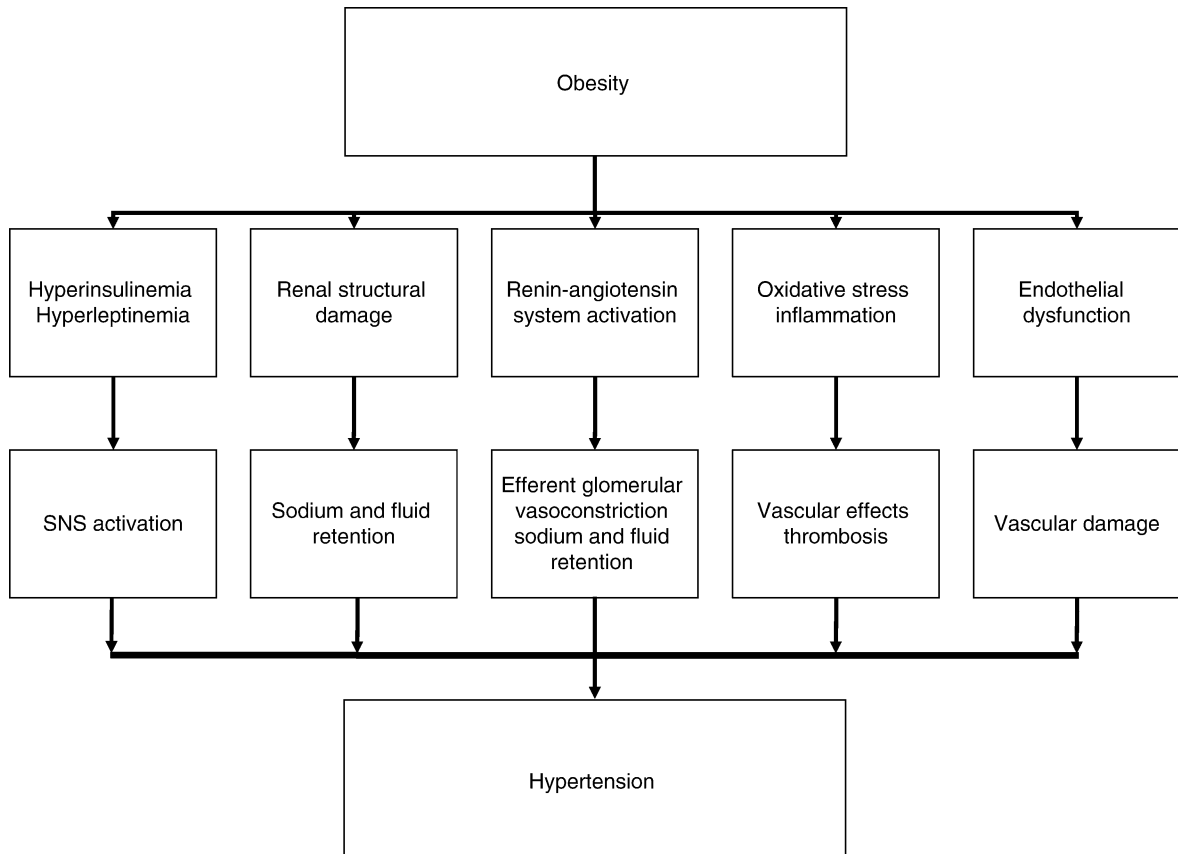 Obesity
Hyperinsulinemia
Hyperleptinemia
Renal structural
damage
Renin-angiotensin
system activation
Oxidative stress
inflammation
Endothelial
dysfunction
SNS activation
Sodium and fluid
retention
Efferent glomerular
vasoconstriction
sodium and fluid
retention
Vascular effects
thrombosis
Vascular damage
Hypertension